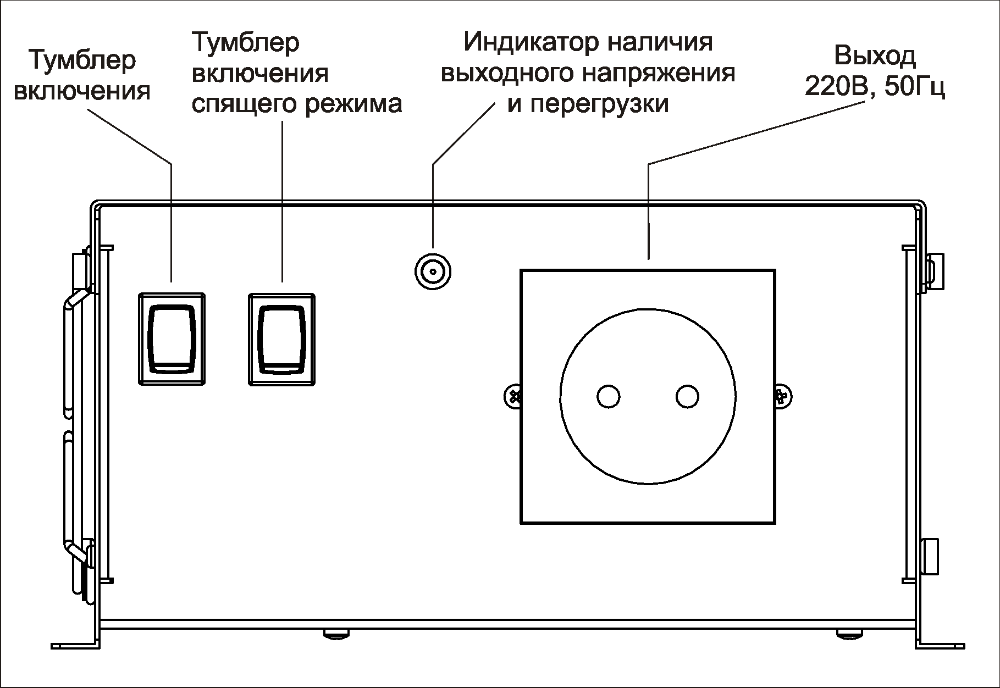 Тумблер
включения
Тумблер
включения
спящего режима
Индикатор наличия
выходного напряжения
и перегрузки
Выход
220В, 50Гц